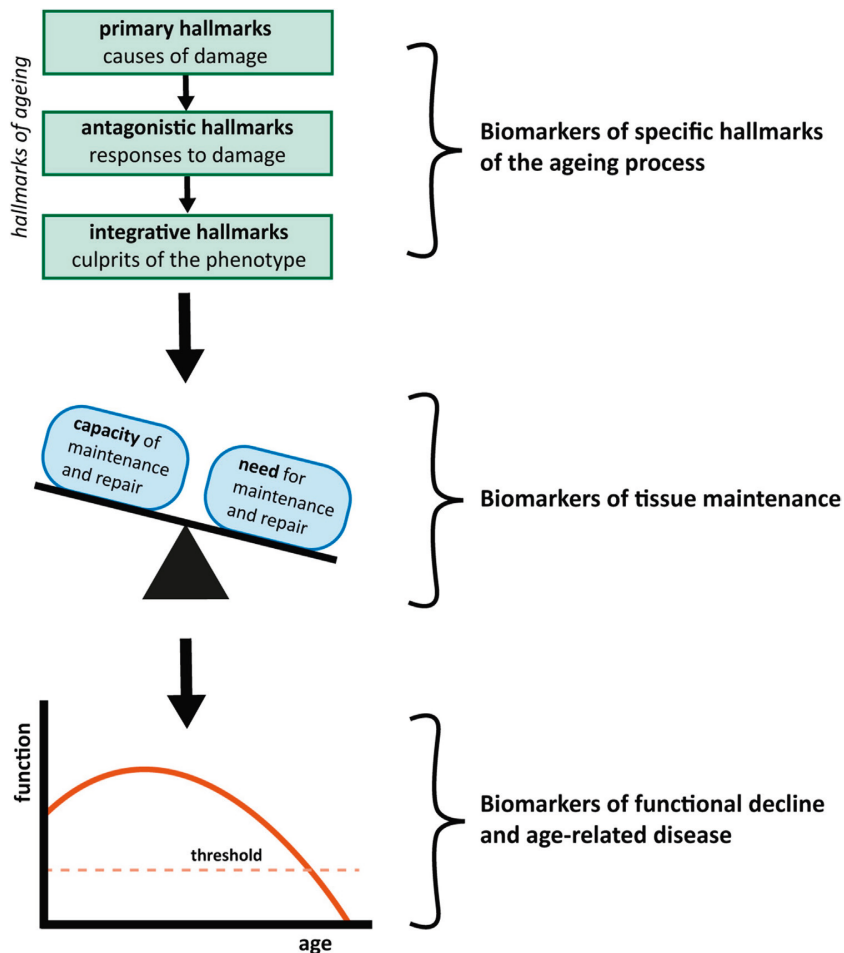 hallmarks of ageing
primary hallmarks
causes of damage
antagonistic hallmarks
responses to damage
integrative hallmarks
culprits of the phenotype
Biomarkers of specific hallmarks
of the ageing process
capacity of
maintenance
and repair
need for
maintenance
and repair
Biomarkers of tissue maintenance
function
threshold
age
Biomarkers of functional decline
and age-related disease